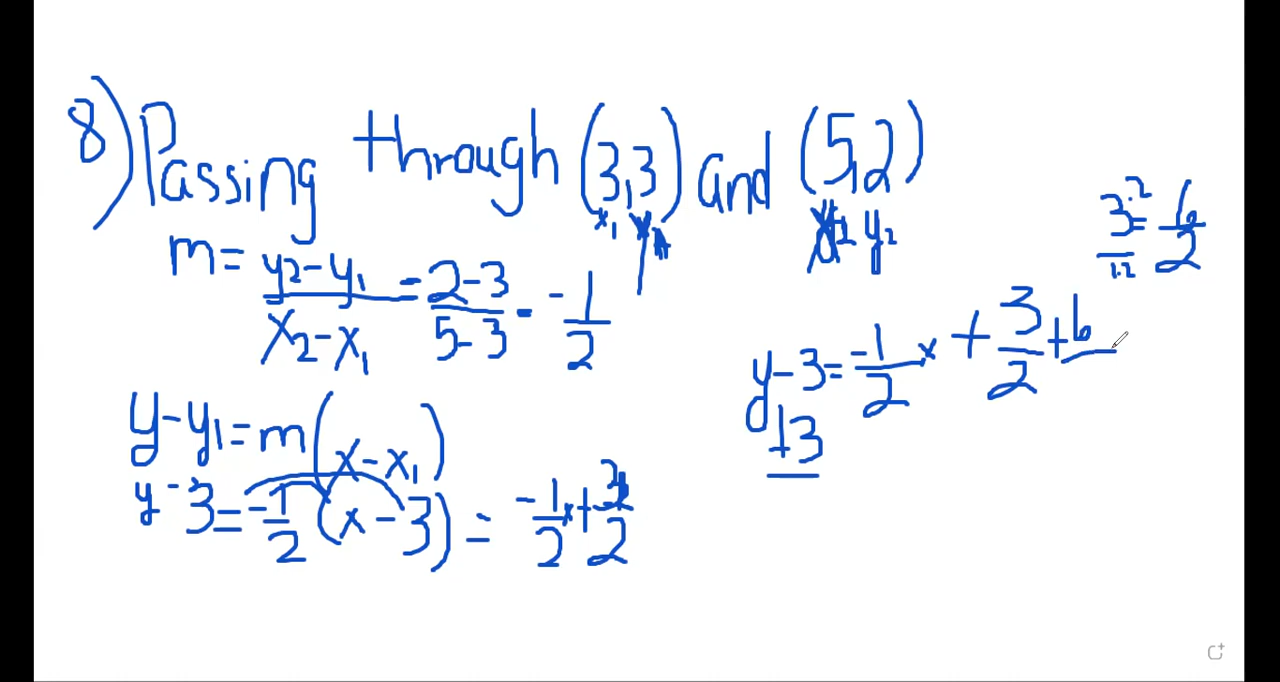 8) Passing through (3,3) and (5,2)
x₁ y₁ x₂ y₂
m = y₂-y₁/x₂-x₁ = 2-3/5-3 = -1/2
3·2/1·2 = 6/2
y-y₁ = m(x-x₁)
y-3 = -1/2(x-3) = -1/2x + 3/2
y-3 = -1/2x + 3/2 + 6
+3